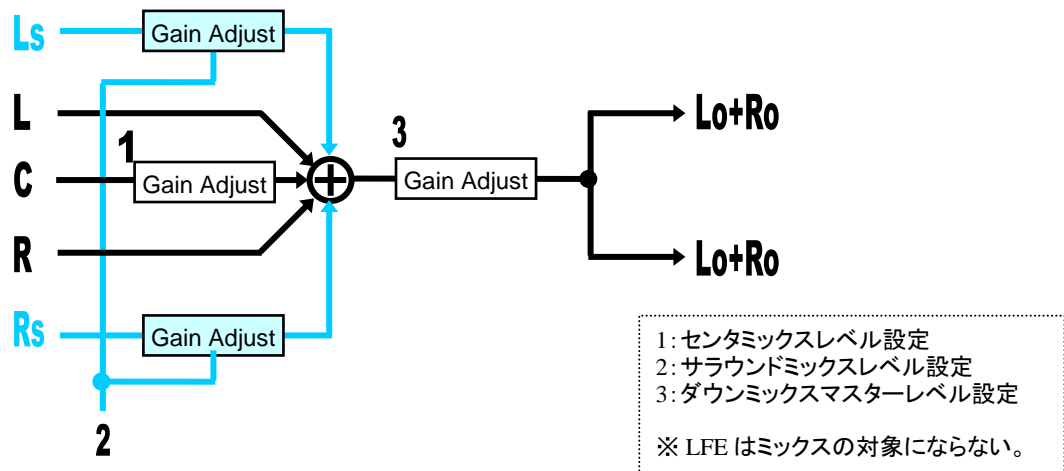 Ls
Gain Adjust
L
1
3
Lo+Ro
C
Gain Adjust
Gain Adjust
R
Lo+Ro
Rs
Gain Adjust
2
1:センタミックスレベル設定
2:サラウンドミックスレベル設定
3:ダウンミックスマスターレベル設定
※ LFE はミックスの対象にならない。